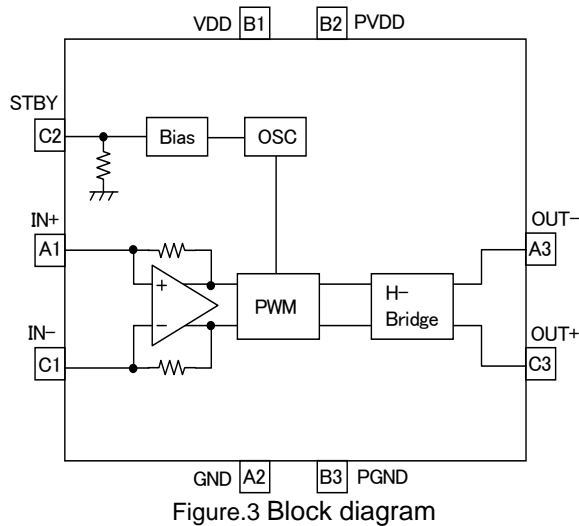 VDD B1 B2 PVDD
STBY
C2 Bias OSC
IN+ OUT-
A1 A3
+
PWM H-
Bridge
-
IN- OUT+
C1 C3
GND A2 B3 PGND
Figure.3 Block diagram